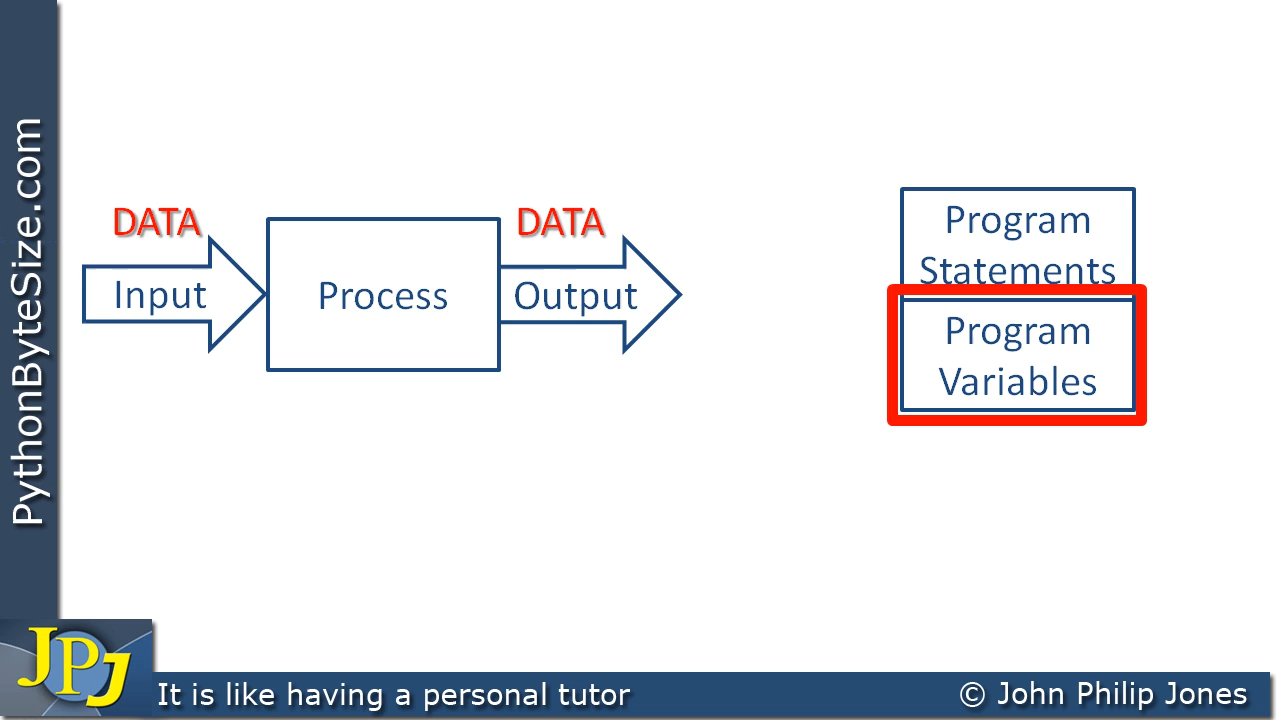 PythonByteSize.com
DATA
DATA
Input
Process
Output
Program
Statements
Program
Variables
JPJ
It is like having a personal tutor
© John Philip Jones